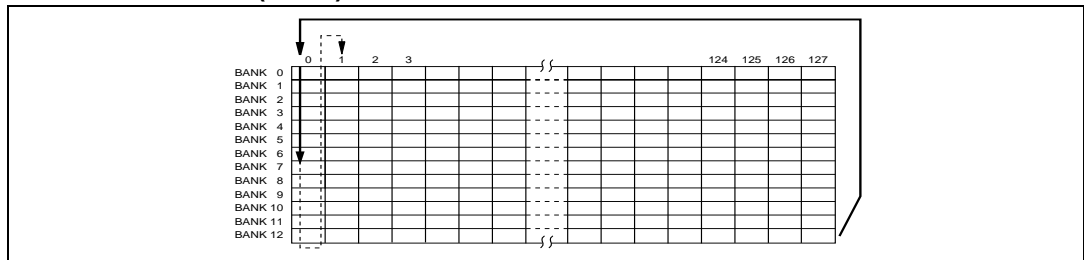 0 1 2 3 124 125 126 127
BANK 0
BANK 1
BANK 2
BANK 3
BANK 4
BANK 5
BANK 6
BANK 7
BANK 8
BANK 9
BANK 10
BANK 11
BANK 12